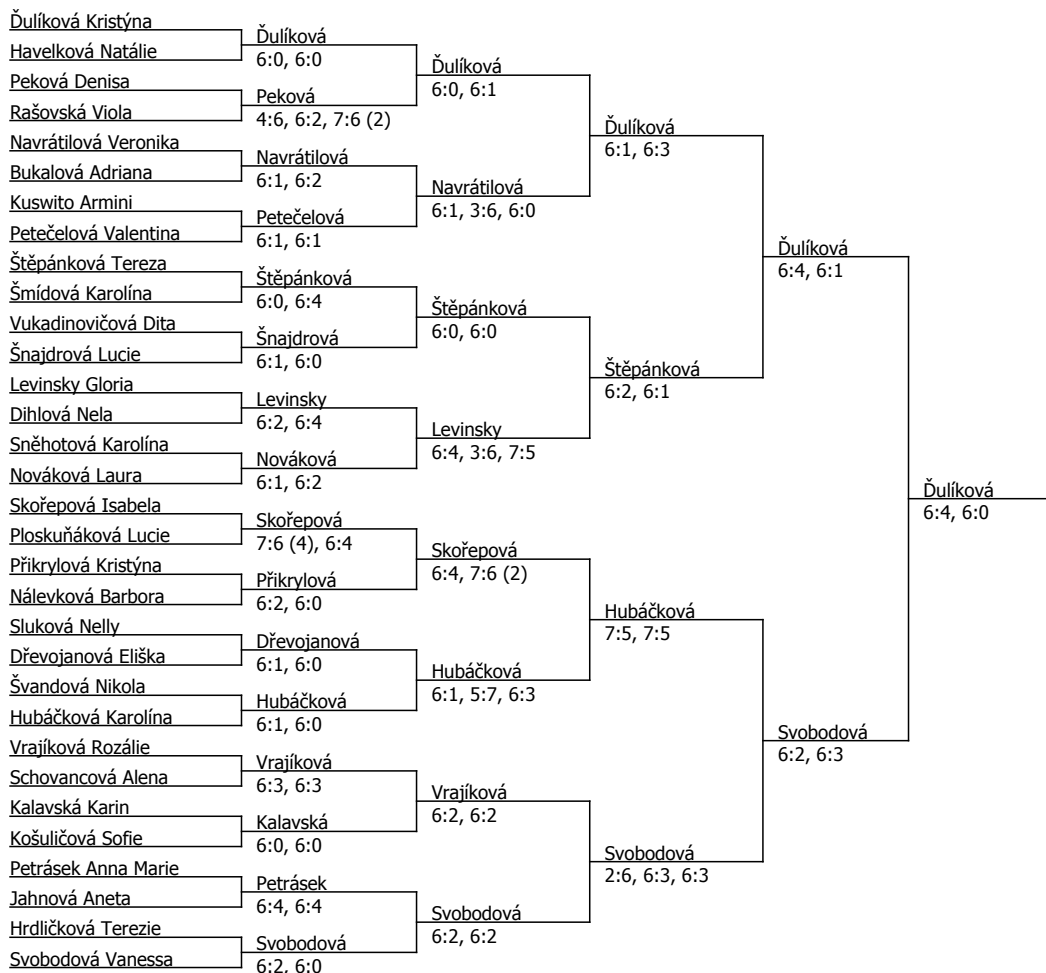 Ďulíková Kristýna
Havelková Natálie
Peková Denisa
Rašovská Viola
Navrátilová Veronika
Bukalová Adriana
Kuswito Armini
Petečelová Valentina
Štěpánková Tereza
Šmídová Karolína
Vukadinovičová Dita
Šnajdrová Lucie
Levinsky Gloria
Dihlová Nela
Sněhotová Karolína
Nováková Laura
Skořepová Isabela
Ploskuňáková Lucie
Přikrylová Kristýna
Nálevková Barbora
Sluková Nelly
Dřevojanová Eliška
Švandová Nikola
Hubáčková Karolína
Vrajíková Rozálie
Schovancová Alena
Kalavská Karin
Košuličová Sofie
Petrásek Anna Marie
Jahnová Aneta
Hrdličková Terezie
Svobodová Vanessa
Ďulíková
6:0, 6:0
Peková
4:6, 6:2, 7:6 (2)
Navrátilová
6:1, 6:2
Petečelová
6:1, 6:1
Štěpánková
6:0, 6:4
Šnajdrová
6:1, 6:0
Levinsky
6:2, 6:4
Nováková
6:1, 6:2
Skořepová
7:6 (4), 6:4
Přikrylová
6:2, 6:0
Dřevojanová
6:1, 6:0
Hubáčková
6:1, 6:0
Vrajíková
6:3, 6:3
Kalavská
6:0, 6:0
Petrásek
6:4, 6:4
Svobodová
6:2, 6:0
Ďulíková
6:0, 6:1
Navrátilová
6:1, 3:6, 6:0
Štěpánková
6:0, 6:0
Levinsky
6:4, 3:6, 7:5
Skořepová
6:4, 7:6 (2)
Hubáčková
6:1, 5:7, 6:3
Vrajíková
6:2, 6:2
Svobodová
6:2, 6:2
Ďulíková
6:1, 6:3
Štěpánková
6:2, 6:1
Hubáčková
7:5, 7:5
Svobodová
2:6, 6:3, 6:3
Ďulíková
6:4, 6:1
Svobodová
6:2, 6:3
Ďulíková
6:4, 6:0